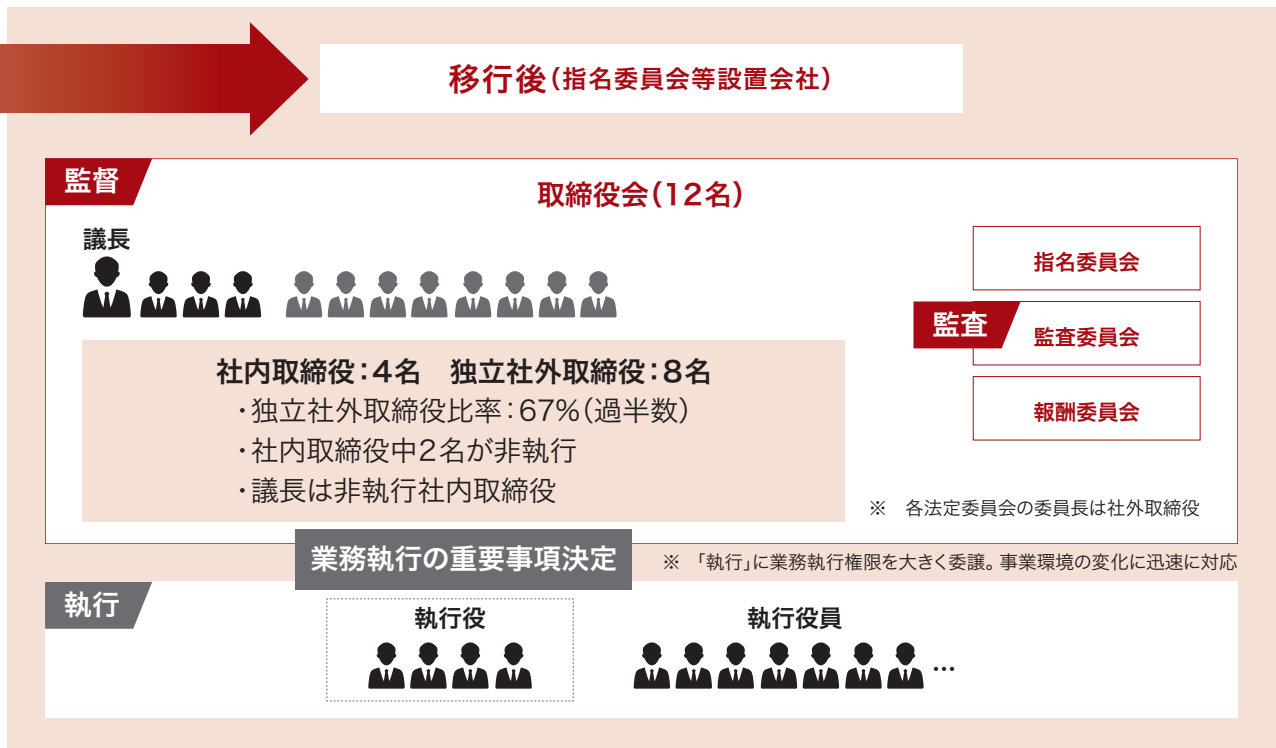 移行後(指名委員会等設置会社)
監督
取締役会(12名)
議長
指名委員会
監査
監査委員会
報酬委員会
社内取締役:4名 独立社外取締役:8名
・独立社外取締役比率:67%(過半数)
・社内取締役中2名が非執行
・議長は非執行社内取締役
※ 各法定委員会の委員長は社外取締役
業務執行の重要事項決定
※ 「執行」に業務執行権限を大きく委譲。事業環境の変化に迅速に対応
執行
執行役
執行役員
…